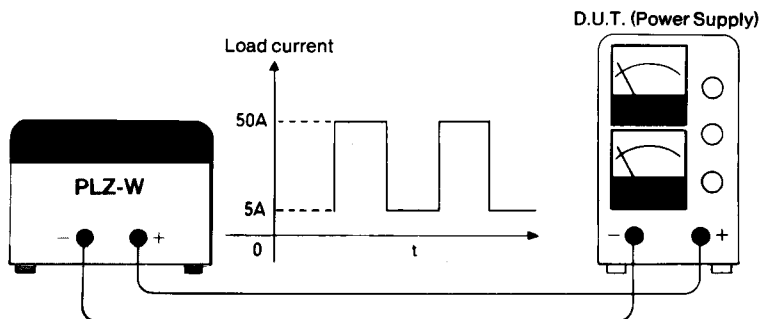 D.U.T. (Power Supply)
Load current
50A
5A
0
t
PLZ-W
− +
− +